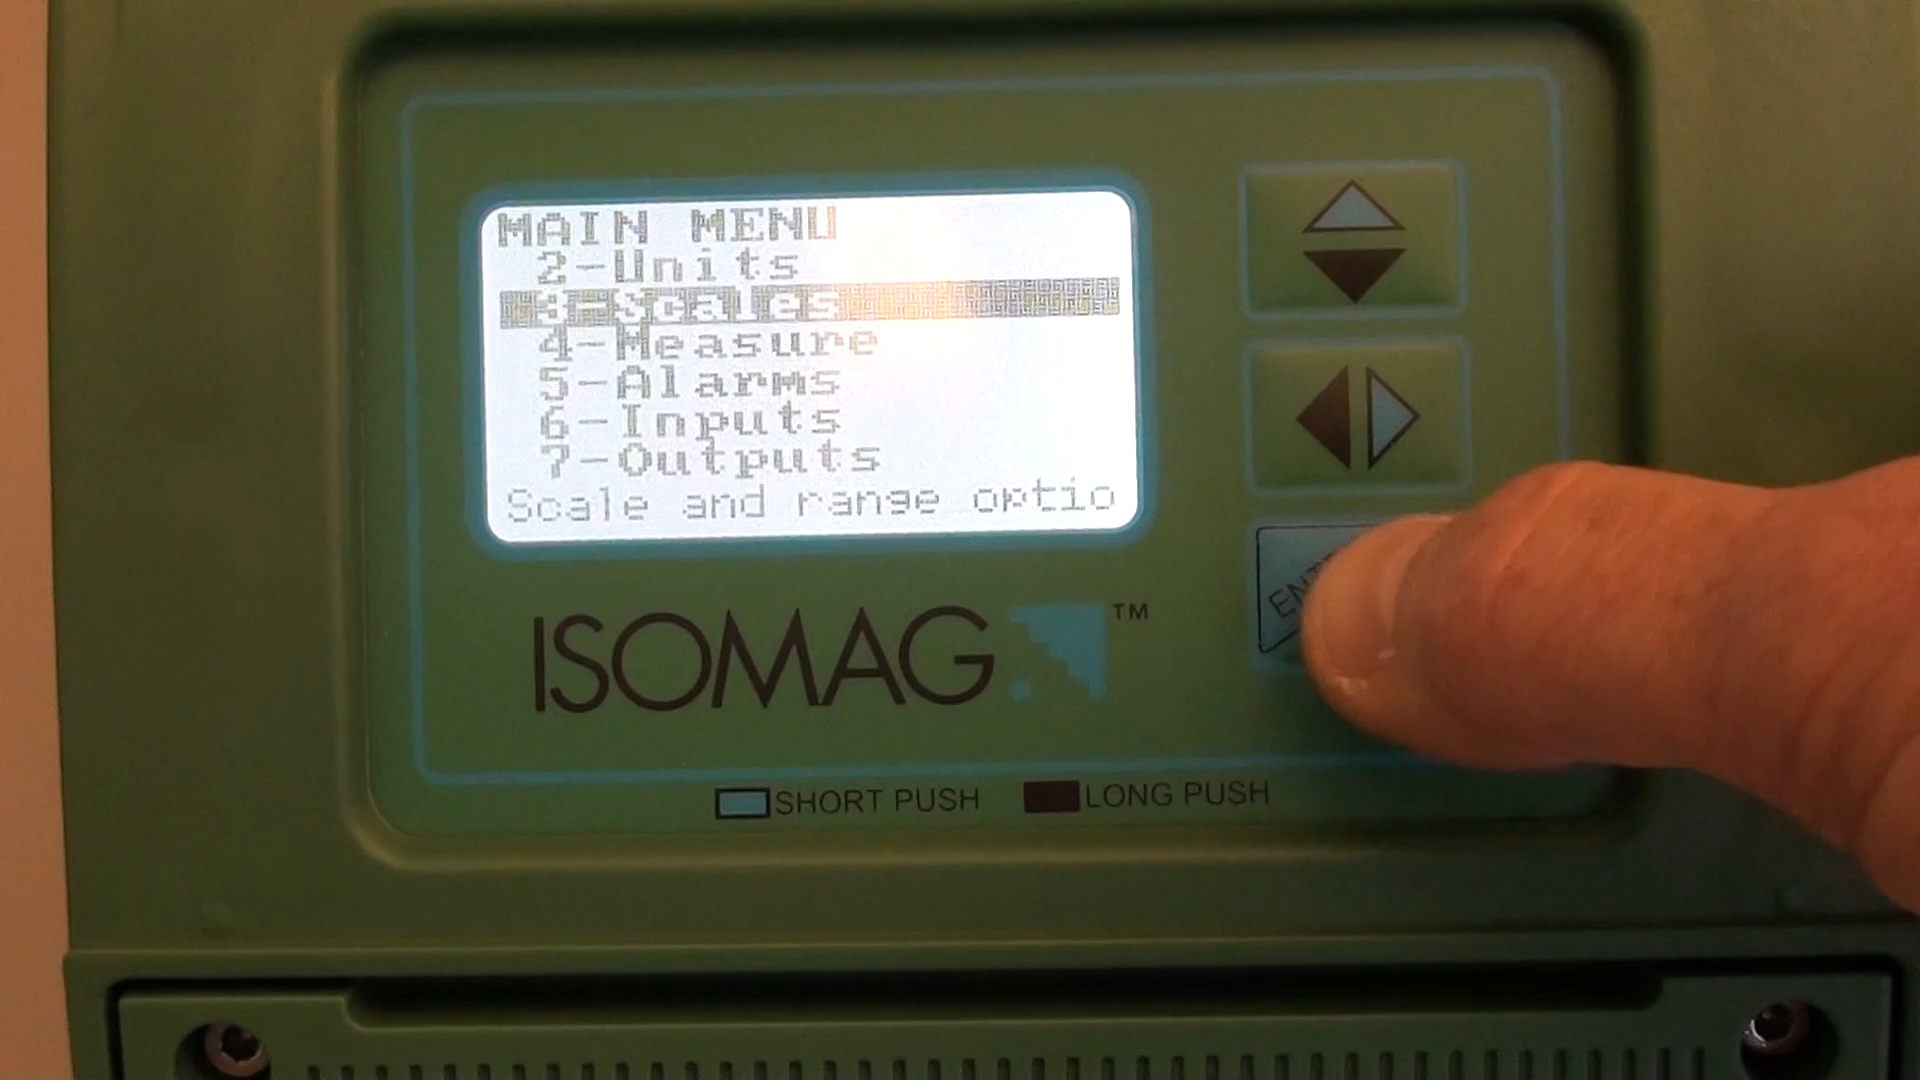 MAIN MENU
2-Units
3-Scales
4-Measure
5-Alarms
6-Inputs
7-Outputs
Scale and range optio
ISOMAG ™
SHORT PUSH LONG PUSH